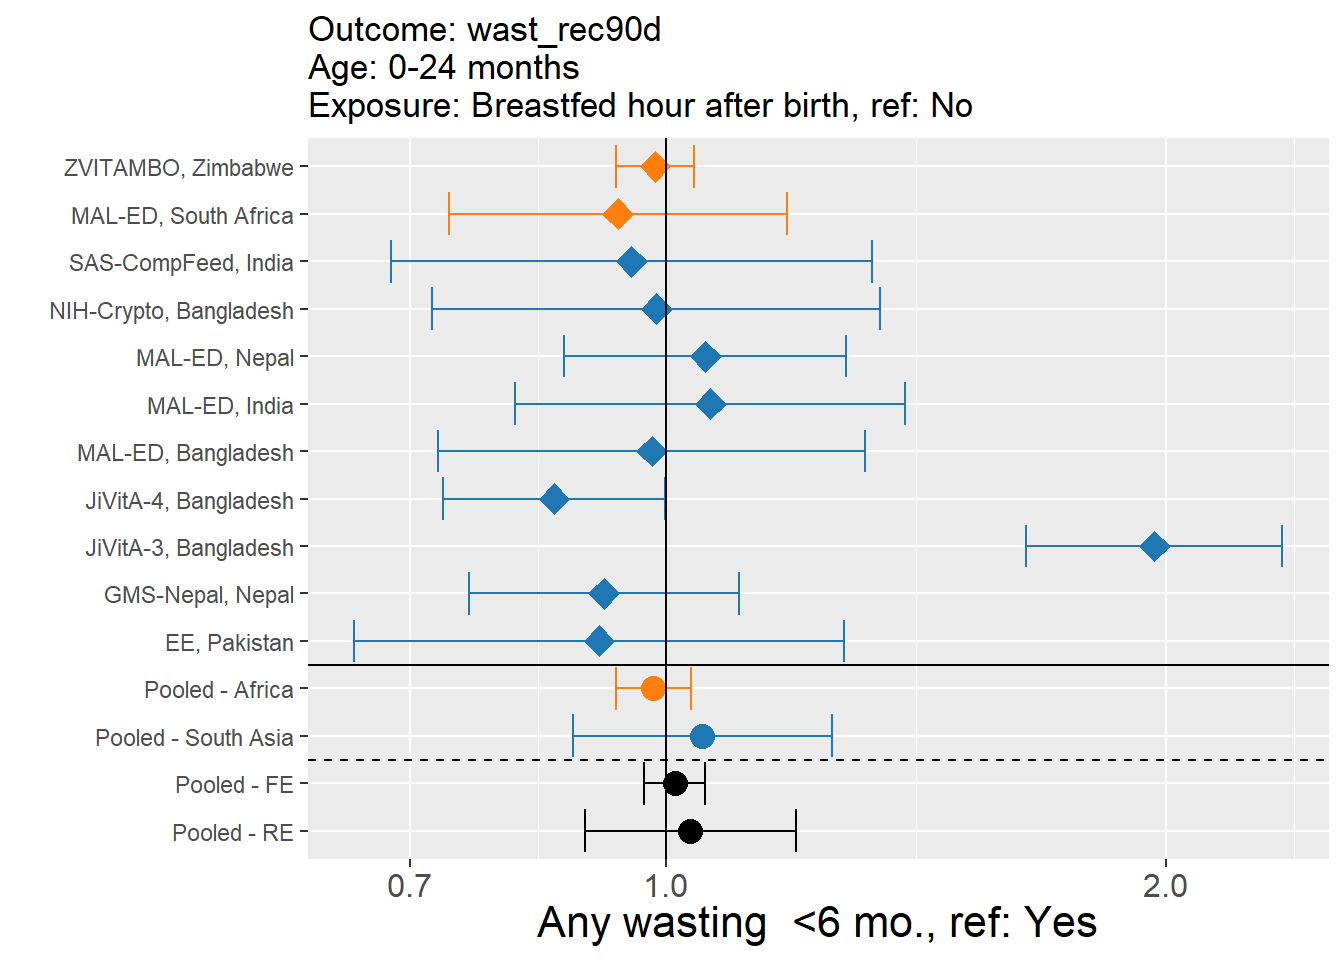 Outcome: wast_rec90d
Age: 0-24 months
Exposure: Breastfed hour after birth, ref: No
ZVITAMBO, Zimbabwe
MAL-ED, South Africa
SAS-CompFeed, India
NIH-Crypto, Bangladesh
MAL-ED, Nepal
MAL-ED, India
MAL-ED, Bangladesh
JiVitA-4, Bangladesh
JiVitA-3, Bangladesh
GMS-Nepal, Nepal
EE, Pakistan
Pooled - Africa
Pooled - South Asia
Pooled - FE
Pooled - RE
0.7 1.0 2.0
Any wasting  <6 mo., ref: Yes